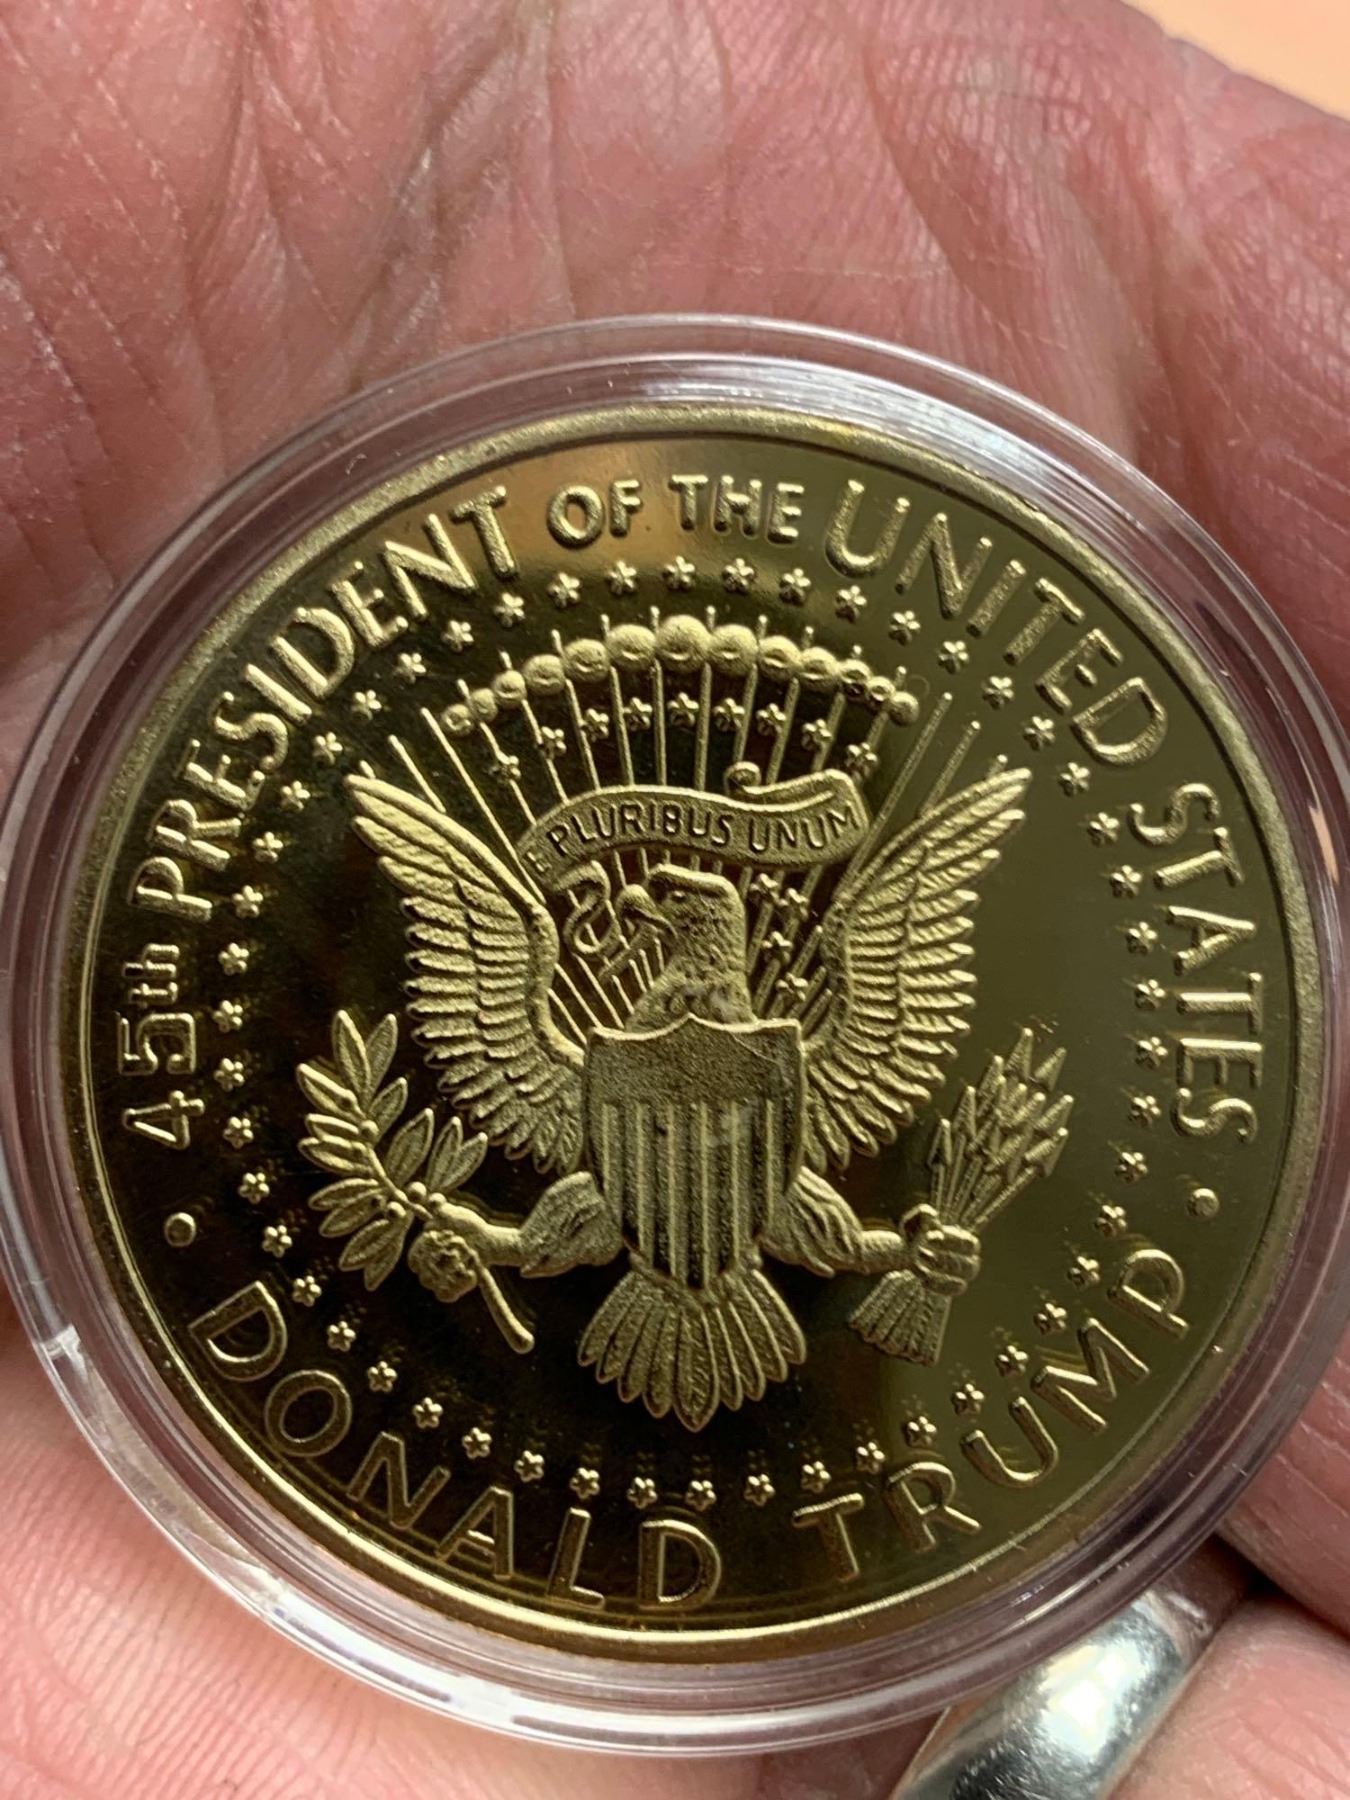 45th PRESIDENT OF THE UNITED STATES
E PLURIBUS UNUM
DONALD TRUMP